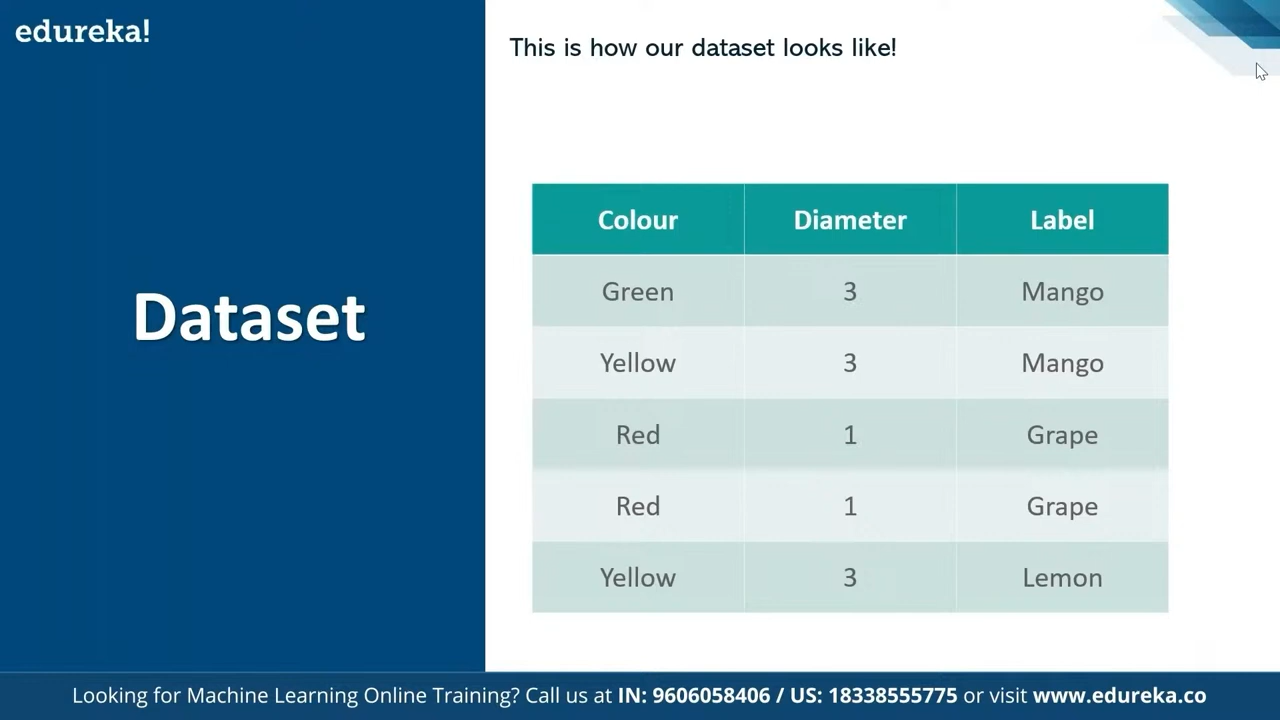 edureka!
This is how our dataset looks like!
Dataset
Colour Diameter Label
Green 3 Mango
Yellow 3 Mango
Red 1 Grape
Red 1 Grape
Yellow 3 Lemon
Looking for Machine Learning Online Training? Call us at IN: 9606058406 / US: 18338555775 or visit www.edureka.co